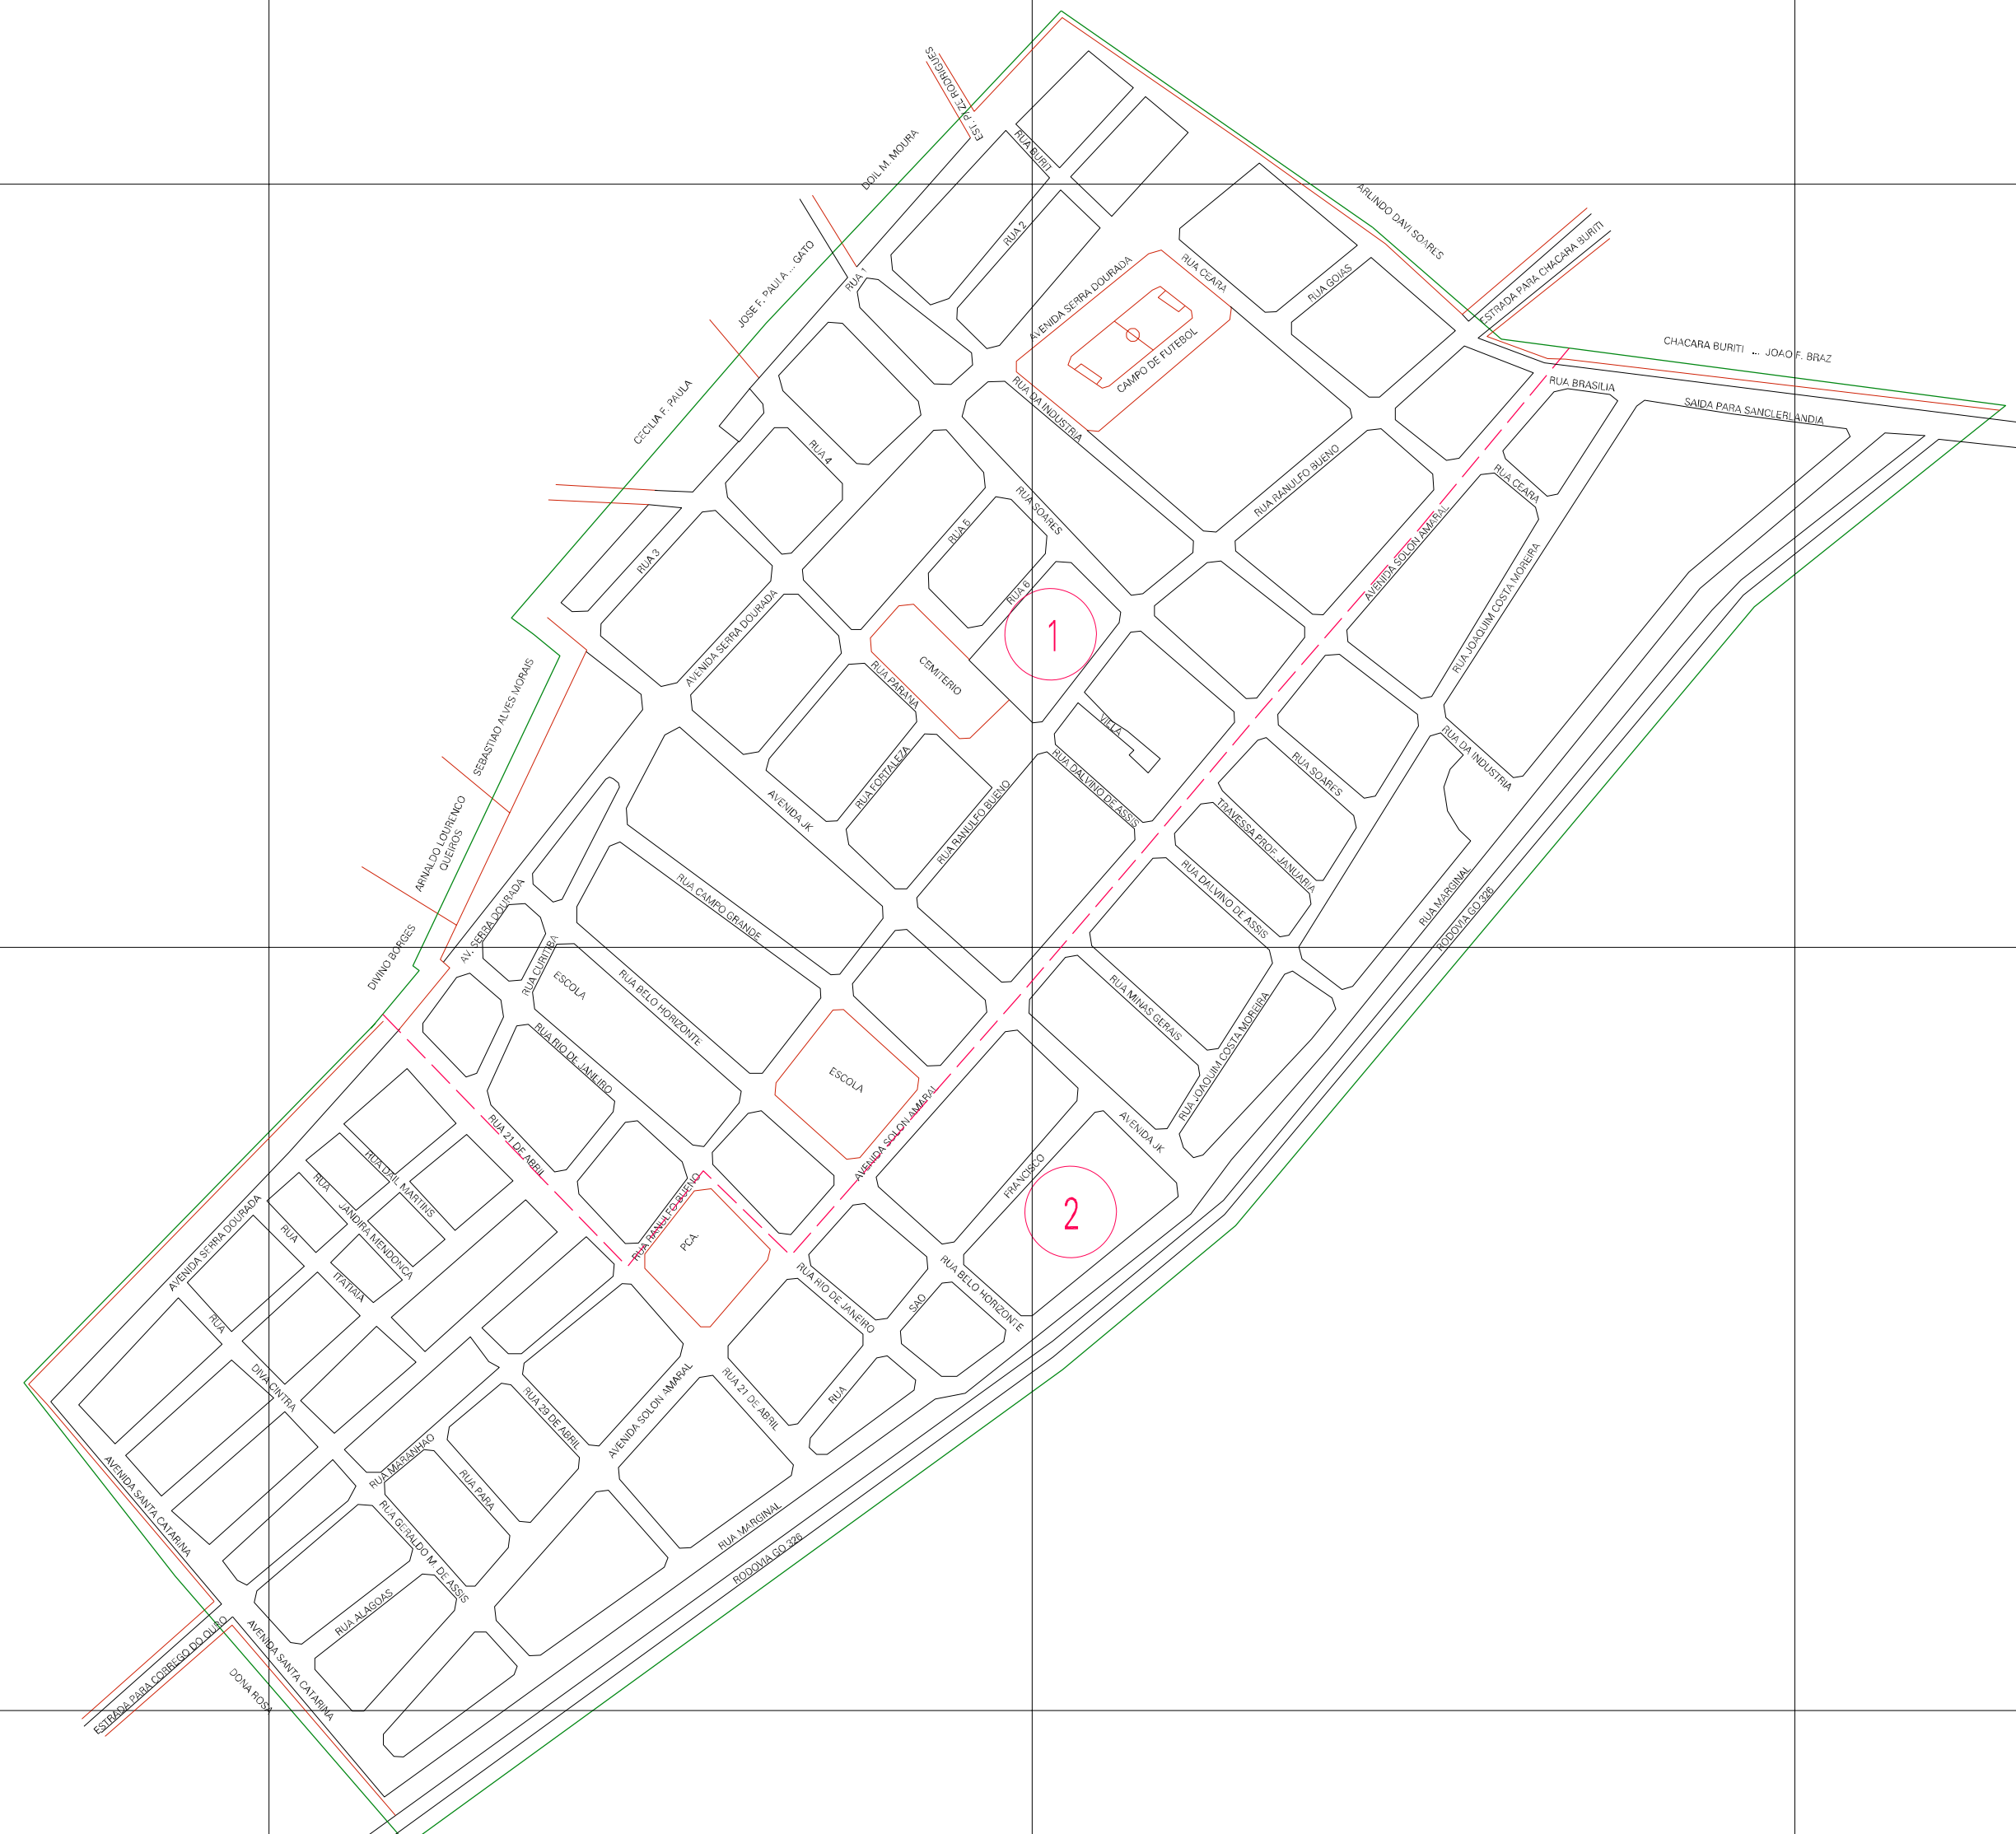 EST. P/ ZE RODRIGUES
DOIL M. MOURA
RUA BURITI
ARLINDO DAVI SOARES
JOSE F. PAULA ... GATO
RUA 1
RUA 2
AVENIDA SERRA DOURADA
RUA CEARA
RUA GOIAS
ESTRADA PARA CHACARA BURITI
CAMPO DE FUTEBOL
CHACARA BURITI ... JOAO F. BRAZ
RUA BRASILIA
SAIDA PARA SANCLERLANDIA
CECILIA F. PAULA
RUA DA INDUSTRIA
RUA 4
RUA RANULFO BUENO
RUA CEARA
RUA SOARES
RUA 5
RUA 3
AVENIDA SOLON AMARAL
RUA JOAQUIM COSTA MOREIRA
RUA 6
1
AVENIDA SERRA DOURADA
CEMITERIO
RUA PARANA
SEBASTIAO ALVES MORAIS
VILLA
RUA DA INDUSTRIA
RUA FORTALEZA
RUA DALVINO DE ASSIS
RUA SOARES
AVENIDA JK
RUA RANULFO BUENO
TRAVESSA PROF. JANUARIA
ARNALDO LOURENCO
QUEIROS
RUA CAMPO GRANDE
RUA DALVINO DE ASSIS
RUA MARGINAL
RODOVIA GO 326
AV. SERRA DOURADA
DIVINO BORGES
RUA CURITIBA
ESCOLA
RUA BELO HORIZONTE
RUA MINAS GERAIS
RUA JOAQUIM COSTA MOREIRA
RUA RIO DE JANEIRO
ESCOLA
AVENIDA SOLON AMARAL
AVENIDA JK
RUA 21 DE ABRIL
RUA DAIL MARTINS
RUA
JANDIRA MENDONCA
FRANCISCO
2
RUA RANULFO BUENO
PCA.
AVENIDA SERRA DOURADA
RUA
ITATIAIA
RUA RIO DE JANEIRO
RUA BELO HORIZONTE
SAO
RUA
DIVA CINTRA
RUA 29 DE ABRIL
AVENIDA SOLON AMARAL
RUA 21 DE ABRIL
RUA
RUA MARANHAO
AVENIDA SANTA CATARINA
RUA PARA
RUA GERALDO M. DE ASSIS
RUA MARGINAL
RODOVIA GO 326
RUA ALAGOAS
ESTRADA PARA CORREGO DO OURO
AVENIDA SANTA CATARINA
DONA ROSA